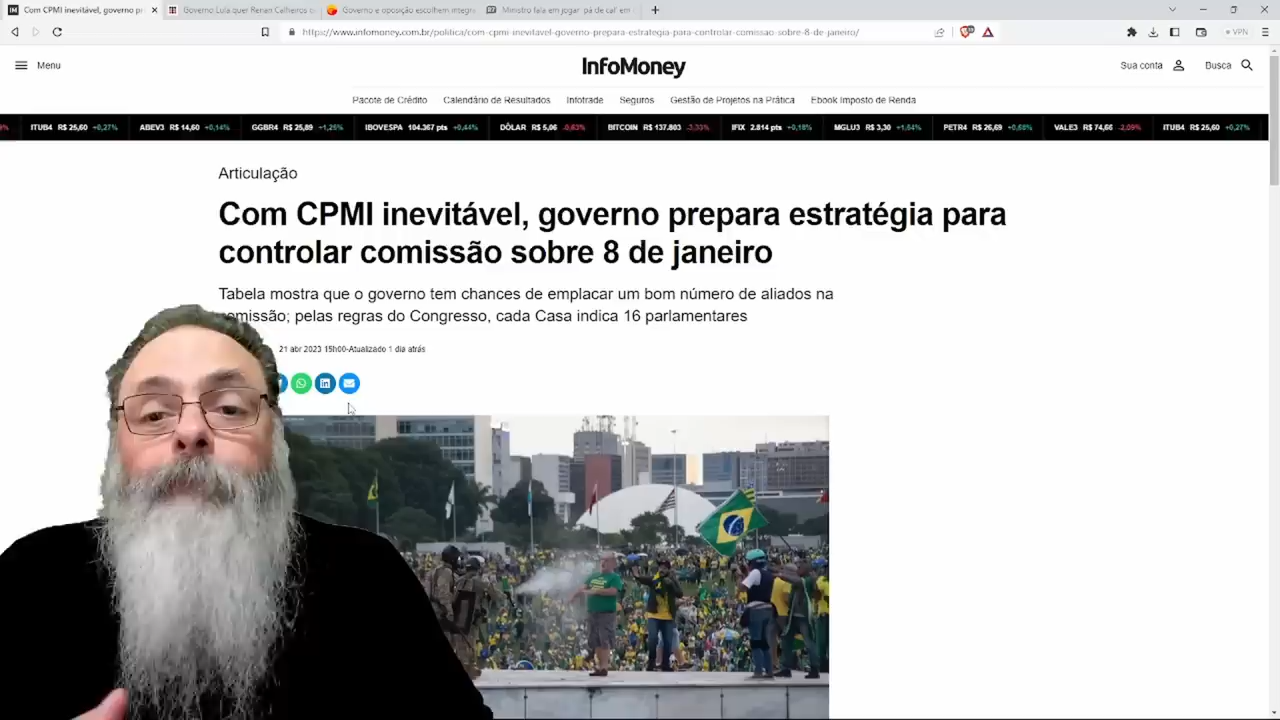 Com CPMI inevitável, governo pr
Governo Lula quer Renan Calheiros
Governo e oposição escolhem integra
Ministro fala em jogar 'pá de cal' em
https://www.infomoney.com.br/politica/com-cpmi-inevitavel-governo-prepara-estrategia-para-controlar-comissao-sobre-8-de-janeiro/
VPN
Menu
InfoMoney
Sua conta
Busca
Pacote de Crédito Calendário de Resultados Infotrade Seguros Gestão de Projetos na Prática Ebook Imposto de Renda
ITUB4 R$ 25,60 +0,27% ABEV3 R$ 14,60 +0,14% GGBR4 R$ 25,89 +1,25% IBOVESPA 104.367 pts +0,44% DÓLAR R$ 5,06 -0,63% BITCOIN R$ 137.803 -3,33% IFIX 2.814 pts +0,18% MGLU3 R$ 3,30 +1,54% PETR4 R$ 26,69 +0,68% VALE3 R$ 74,66 -2,09% ITUB4 R$ 25,60 +0,27%
Articulação
Com CPMI inevitável, governo prepara estratégia para
controlar comissão sobre 8 de janeiro
Tabela mostra que o governo tem chances de emplacar um bom número de aliados na
omissão; pelas regras do Congresso, cada Casa indica 16 parlamentares
21 abr 2023 15h00-Atualizado 1 dia atrás